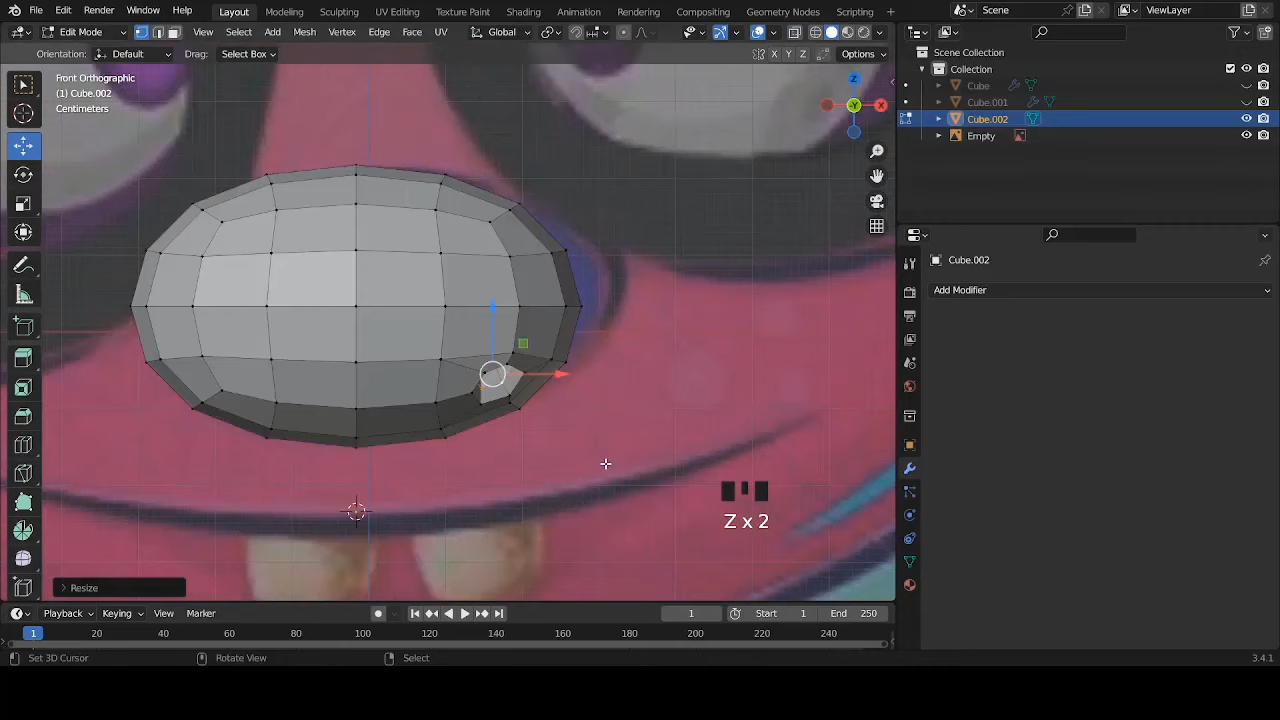 File Edit Render Window Help Layout Modeling Sculpting UV Editing Texture Paint Shading Animation Rendering Compositing Scripting + Scene ViewLayer
Edit Mode View Select Add Mesh Vertex Edge Face UV Global
Orientation: Default Drag: Select Box X Y Z Options
Front Orthographic
(1) Cube.002
Centimeters
Z
Y
X
Scene Collection
Collection
Cube
Cube.001
Cube.002
Empty
Cube.002
Add Modifier
Z x 2
Resize
Playback Keying View Marker 1 Start 1 End 250
1 20 40 60 80 100 120 140 160 180 200 220 240
Set 3D Cursor Rotate View Select 3.4.1